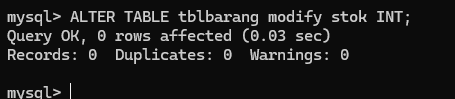 mysql> ALTER TABLE tblbarang modify stok INT;
Query OK, 0 rows affected (0.03 sec)
Records: 0  Duplicates: 0  Warnings: 0
mysql>